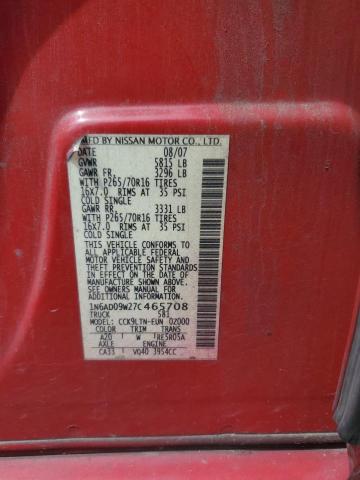 MFD BY NISSAN MOTOR CO., LTD.
DATE 08/07
GVWR 5815 LB
GAWR FR. 3296 LB
WITH P265/70R16 TIRES
16X7.0 RIMS AT 35 PSI
COLD SINGLE
GAWR RR. 3331 LB
WITH P265/70R16 TIRES
16X7.0 RIMS AT 35 PSI
COLD SINGLE
THIS VEHICLE CONFORMS TO
ALL APPLICABLE FEDERAL
MOTOR VEHICLE SAFETY
STANDARDS IN EFFECT ON
THE DATE OF MANUFACTURE
SHOWN ABOVE. SEE OWNERS
MANUAL FOR ADDITIONAL
INFORMATION.
1N6AD09W27C465708
TRUCK 581
MODEL: CCK9LTN-EUN 02000
COLOR TRIM TRANS
A20 W RE5R05A
AXLE ENGINE
CA33 VQ40 3954CC